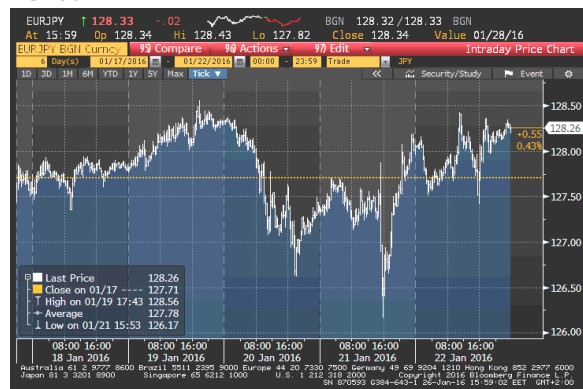 EURJPY ↑ 128.33 -.02 BGN 128.32/128.33 BGN
At 15:59 Op 128.34 Hi 128.43 Lo 127.82 Close 128.34 Value 01/28/16
EURJPY BGN Curncy 95) Compare 96) Actions 97) Edit Intraday Price Chart
6 Day(s) 01/17/2016 - 01/22/2016 00:00 - 23:59 Trade JPY
1D 3D 1M 6M YTD 1Y 5Y Max Tick ▼ « Security/Study Event
128.50
128.26
+0.55
0.43%
128.00
127.50
127.00
126.50
126.00
Last Price 128.26
Close on 01/17 ---- 127.71
High on 01/19 17:43 128.56
Average 127.78
Low on 01/21 15:53 126.17
08:00 16:00 08:00 16:00 08:00 16:00 08:00 16:00 08:00 16:00
18 Jan 2016 19 Jan 2016 20 Jan 2016 21 Jan 2016 22 Jan 2016
Australia 61 2 9777 8600 Brazil 5511 2395 9000 Europe 44 20 7330 7500 Germany 49 69 9204 1210 Hong Kong 852 2977 6000
Japan 81 3 3201 8900 Singapore 65 6212 1000 U.S. 1 212 318 2000 Copyright 2016 Bloomberg Finance L.P.
SN 870593 G384-643-1 26-Jan-16 15:59:02 EET GMT+2:00